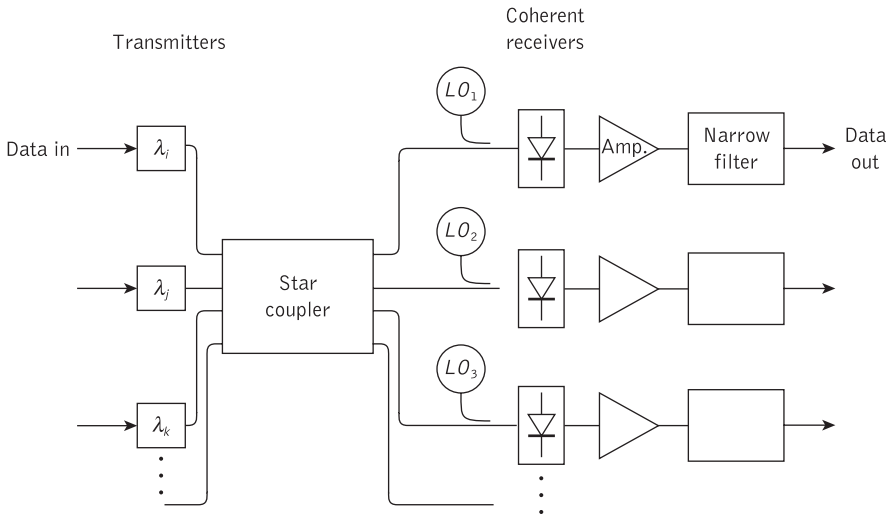 Transmitters
Coherent
receivers
LO₁
Data in
λᵢ
Amp.
Narrow
filter
Data
out
LO₂
λⱼ
Star
coupler
LO₃
λₖ